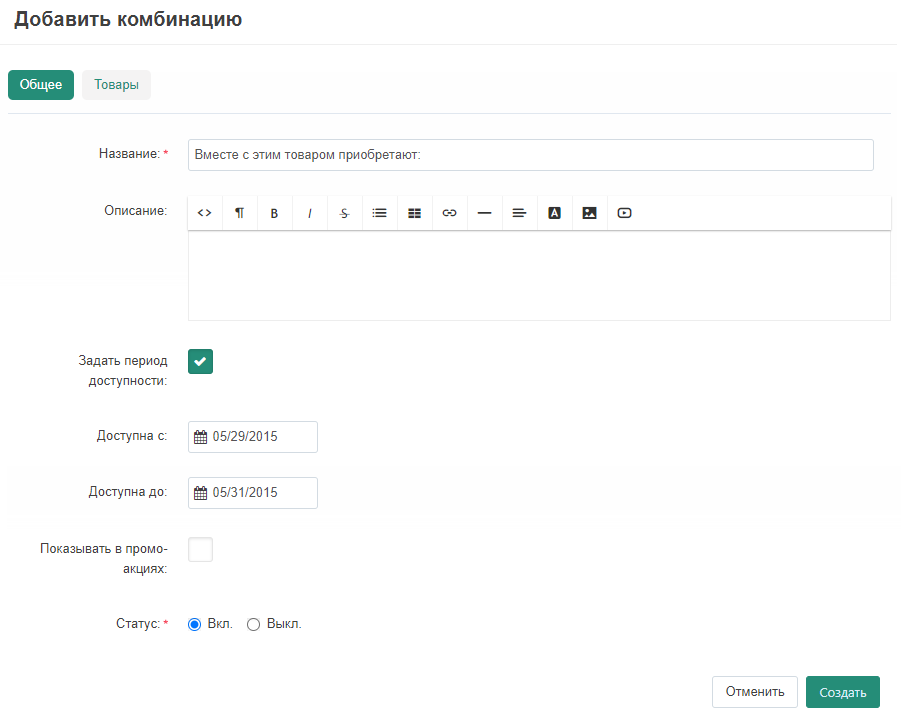 Добавить комбинацию
Общее Товары
Название: * Вместе с этим товаром приобретают:
Описание:
Задать период
доступности:
Доступна с: 05/29/2015
Доступна до: 05/31/2015
Показывать в промо-
акциях:
Статус: * Вкл. Выкл.
Отменить Создать